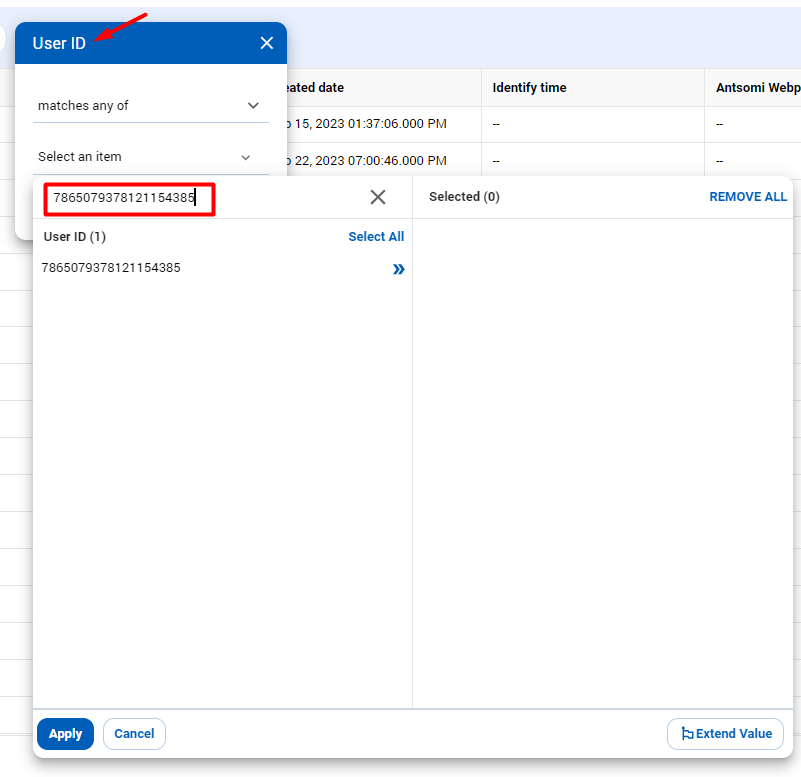 User ID
matches any of
Select an item
eated date
Identify time
Antsomi Webp
15, 2023 01:37:06.000 PM
--
--
22, 2023 07:00:46.000 PM
--
--
7865079378121154385
Selected (0)
REMOVE ALL
User ID (1)
Select All
7865079378121154385
Apply
Cancel
Extend Value